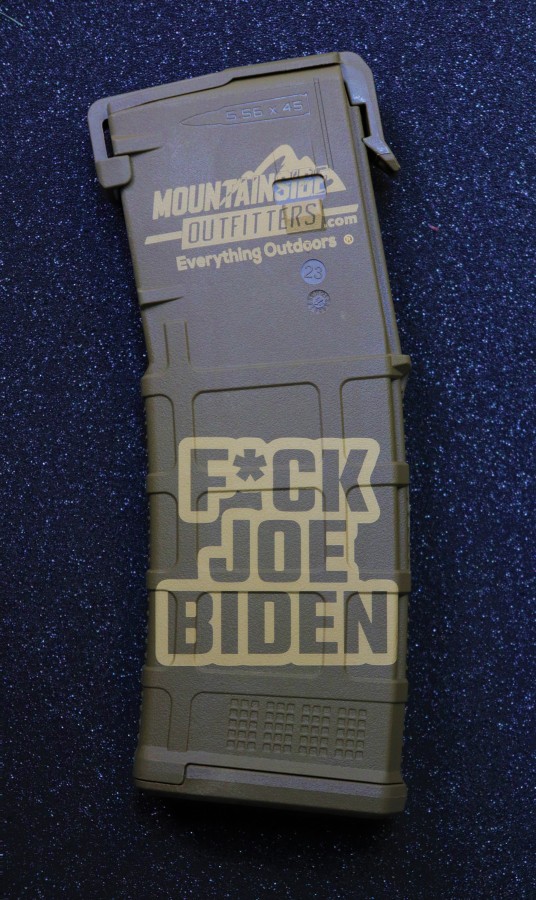 5.56 x 45
MOUNTAINSIDE
OUTFITTERS.com
Everything Outdoors ®
23
F*CK
JOE
BIDEN